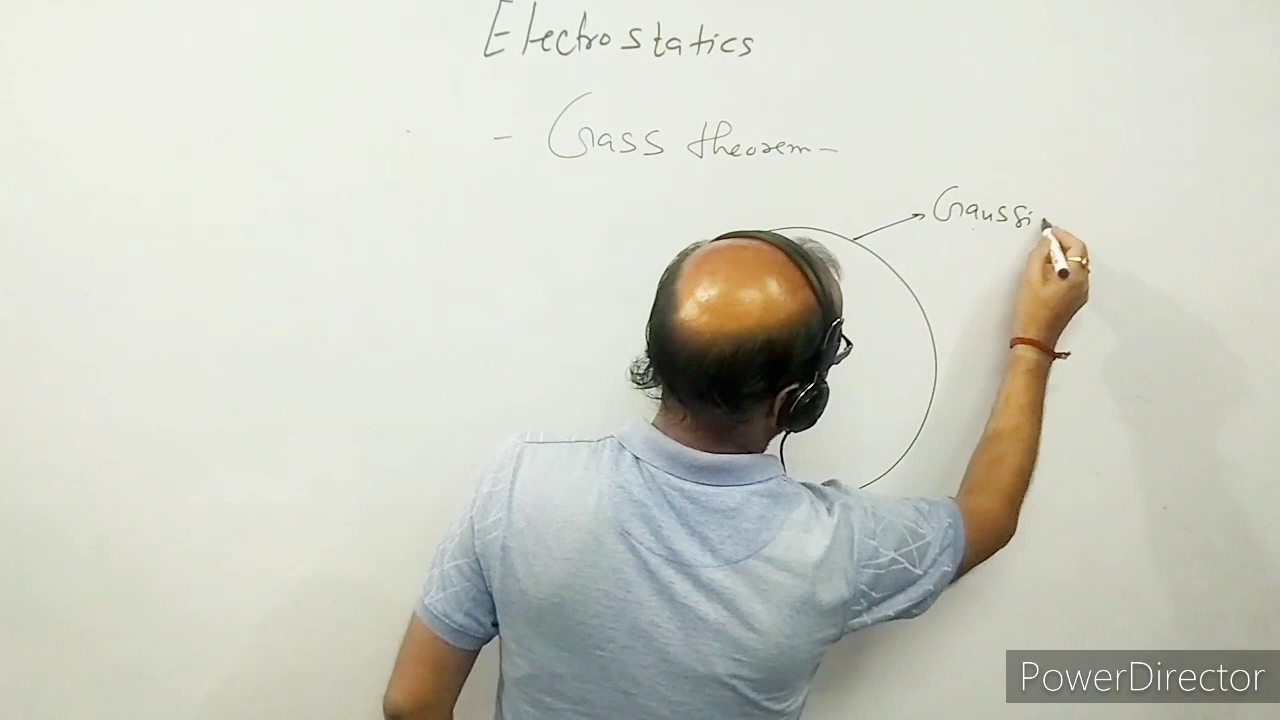 Electrostatics
- Gass theorem -
Gaussi
PowerDirector